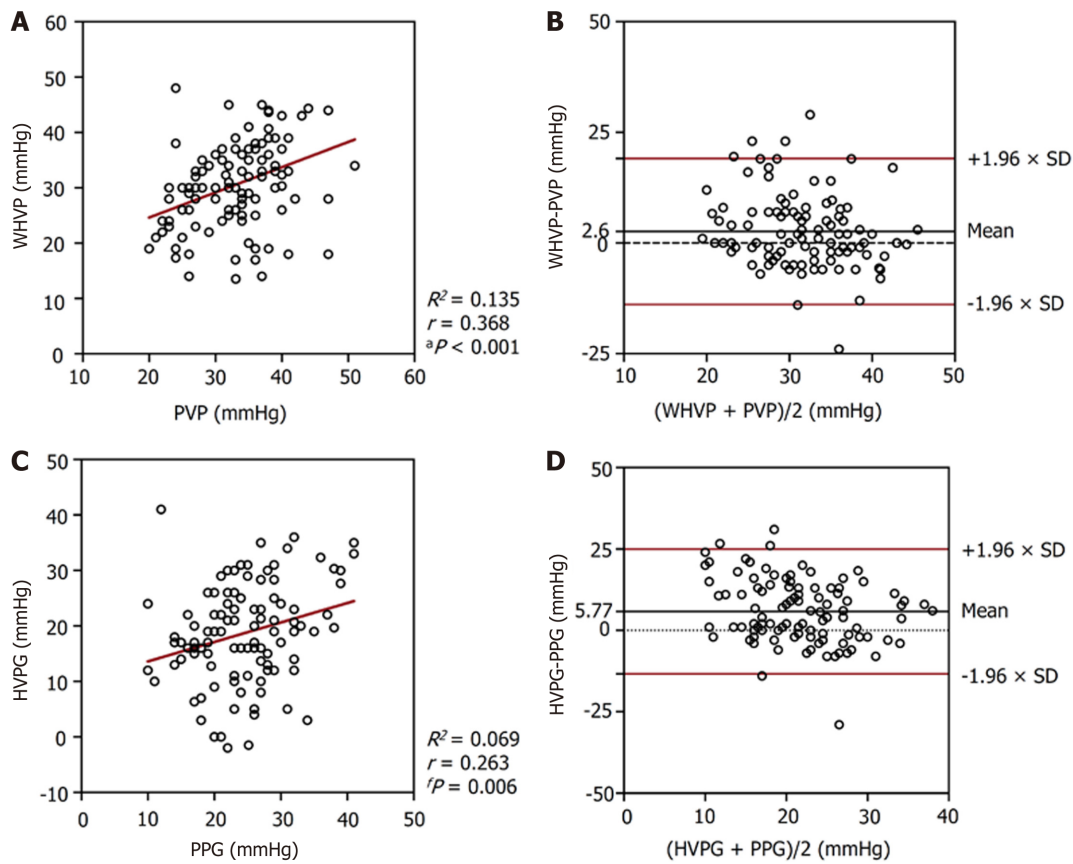 A
60
50
40
30
20
10
0
WHVP (mmHg)
10 20 30 40 50 60
PVP (mmHg)
R² = 0.135
r = 0.368
ᵃP < 0.001
B
50
25
2.6
0
-25
WHVP-PVP (mmHg)
+1.96 × SD
Mean
-1.96 × SD
10 20 30 40 50
(WHVP + PVP)/2 (mmHg)
C
50
40
30
20
10
0
-10
HVPG (mmHg)
0 10 20 30 40 50
PPG (mmHg)
R² = 0.069
r = 0.263
ᶠP = 0.006
D
50
25
5.77
0
-25
-50
HVPG-PPG (mmHg)
+1.96 × SD
Mean
-1.96 × SD
0 10 20 30 40
(HVPG + PPG)/2 (mmHg)